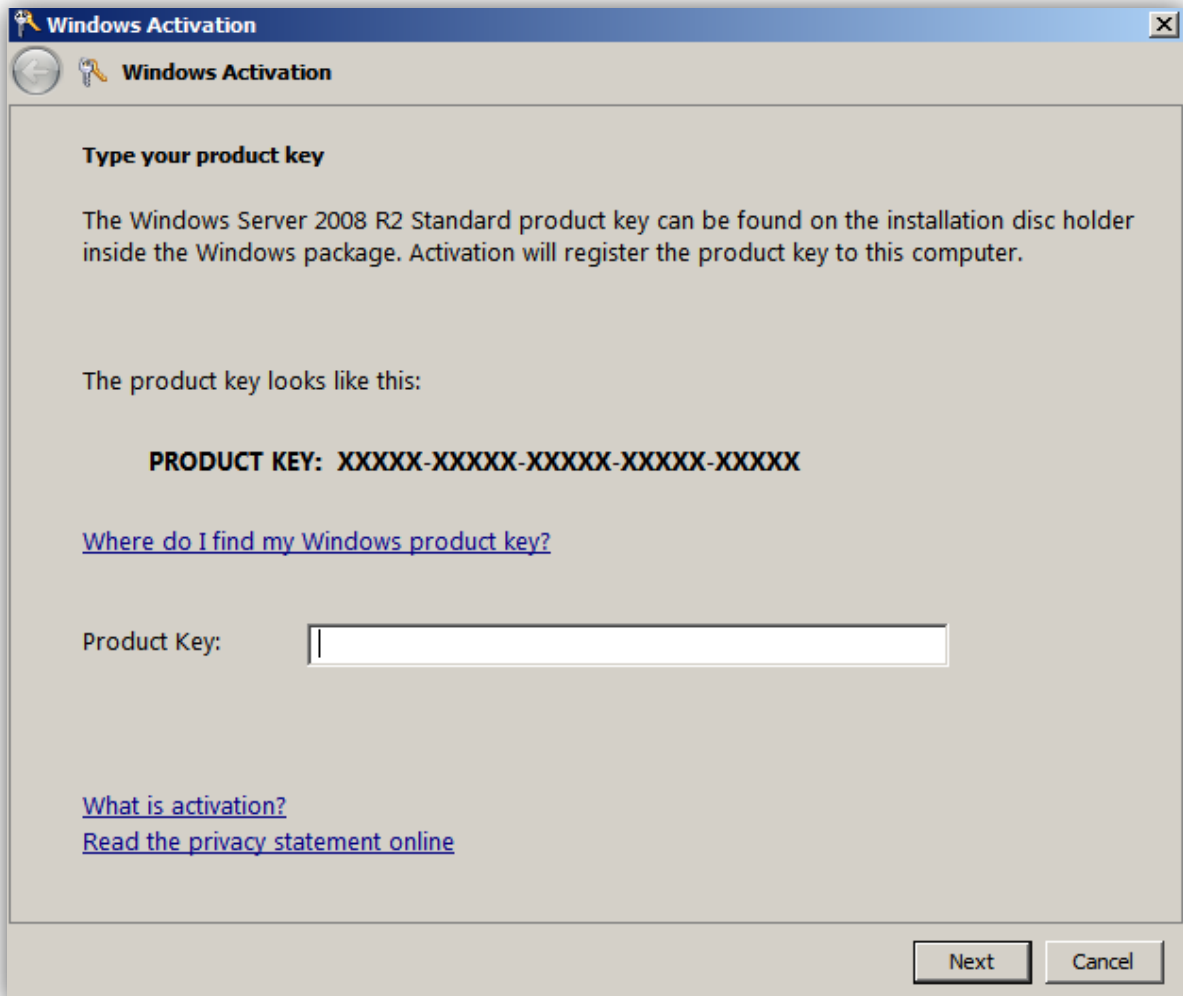 Windows Activation
Windows Activation
Type your product key
The Windows Server 2008 R2 Standard product key can be found on the installation disc holder
inside the Windows package. Activation will register the product key to this computer.
The product key looks like this:
PRODUCT KEY: XXXXX-XXXXX-XXXXX-XXXXX-XXXXX
Where do I find my Windows product key?
Product Key:
What is activation?
Read the privacy statement online
Next Cancel